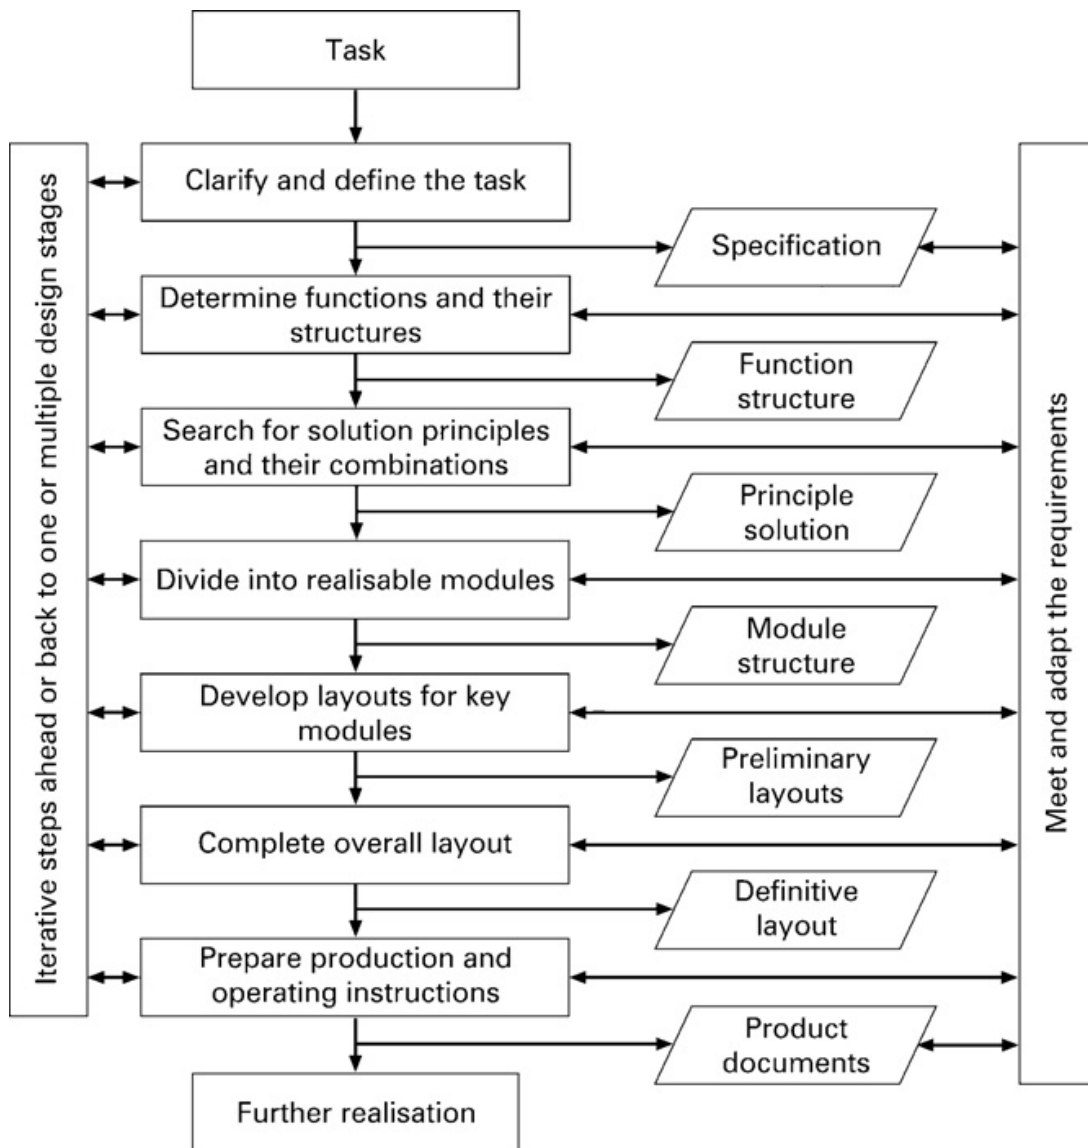 Task
Clarify and define the task
Specification
Determine functions and their
structures
Function
structure
Search for solution principles
and their combinations
Principle
solution
Divide into realisable modules
Module
structure
Develop layouts for key
modules
Preliminary
layouts
Complete overall layout
Definitive
layout
Prepare production and
operating instructions
Product
documents
Further realisation
Iterative steps ahead or back to one or multiple design stages
Meet and adapt the requirements